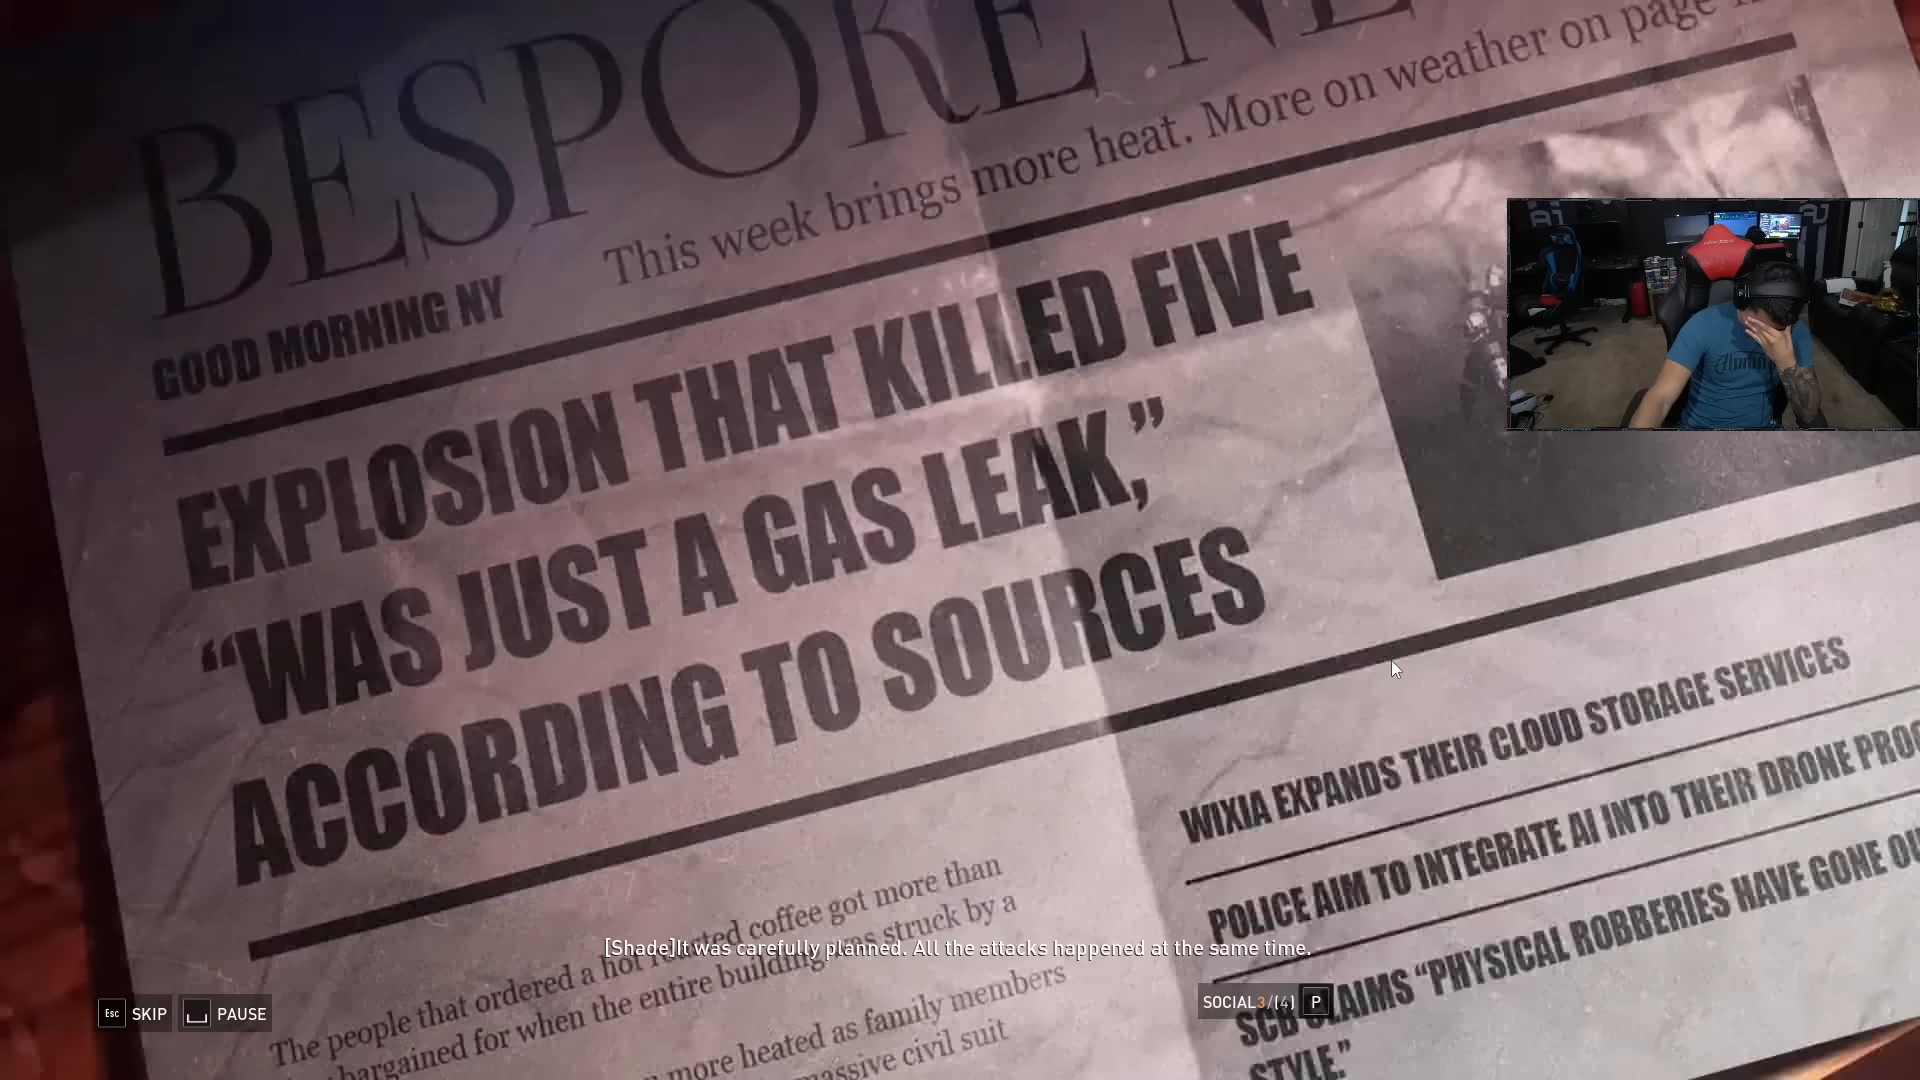 BESPOKE
This week brings more heat. More on weather on page
GOOD MORNING NY
EXPLOSION THAT KILLED FIVE
“WAS JUST A GAS LEAK,”
ACCORDING TO SOURCES
WIXIA EXPANDS THEIR CLOUD STORAGE SERVICES
POLICE AIM TO INTEGRATE AI INTO THEIR DRONE
SCB CLAIMS “PHYSICAL ROBBERIES HAVE GONE
STYLE.”
The people that ordered a hot roasted coffee got more than
bargained for when the entire building was struck by a
more heated as family members
massive civil suit
[Shade]It was carefully planned. All the attacks happened at the same time.
Esc SKIP PAUSE
SOCIAL 3/(4) P